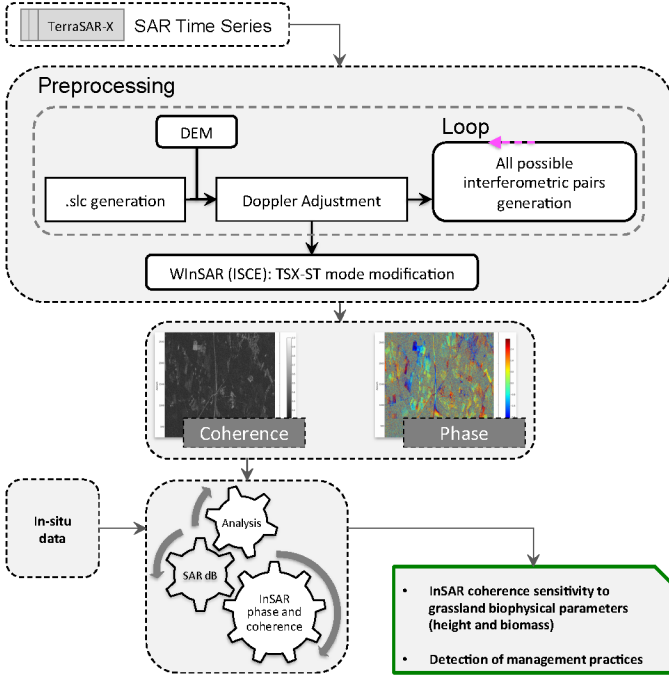 TerraSAR-X SAR Time Series
Preprocessing
Loop
DEM
All possible
interferometric pairs
generation
.slc generation
Doppler Adjustment
WInSAR (ISCE): TSX-ST mode modification
Coherence
Phase
In-situ
data
Analysis
SAR dB
InSAR
phase and
coherence
• InSAR coherence sensitivity to
grassland biophysical parameters
(height and biomass)
• Detection of management practices